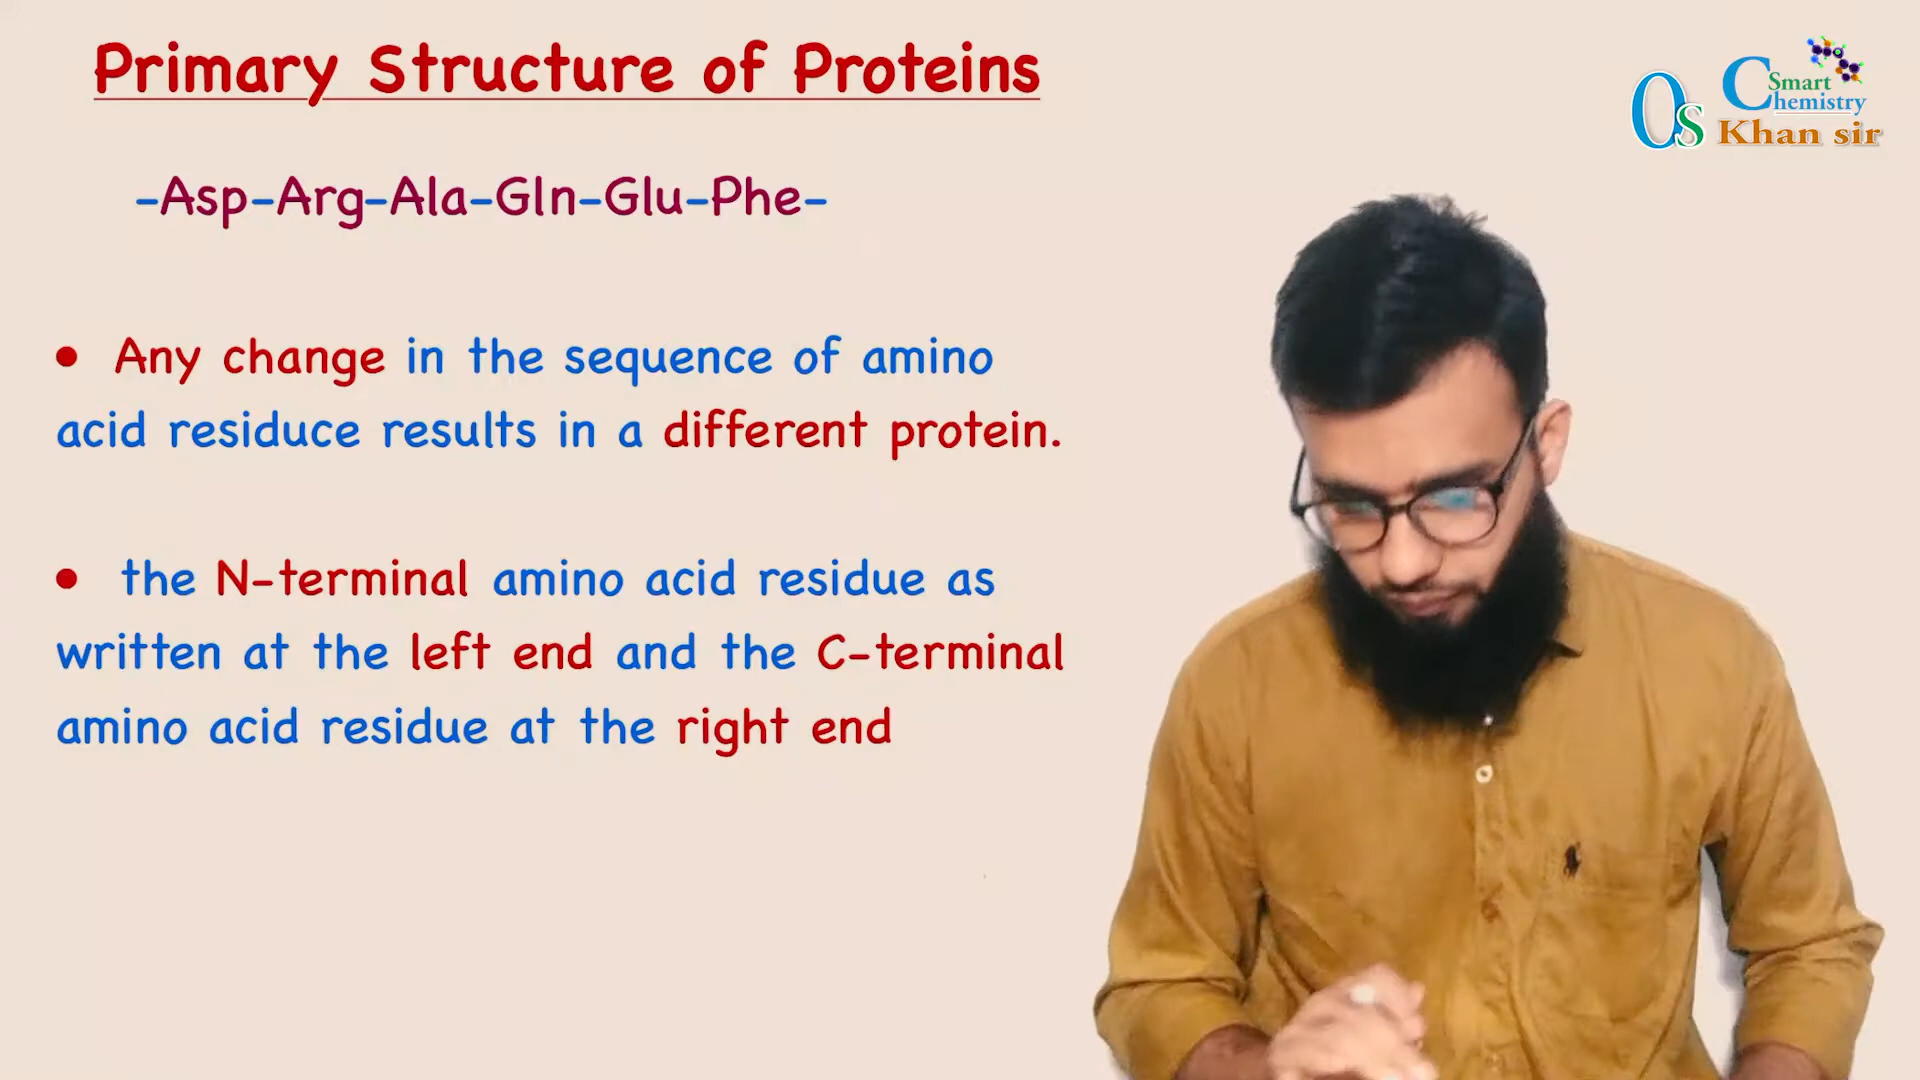 Primary Structure of Proteins
Smart
Chemistry
Os Khan sir
-Asp-Arg-Ala-Gln-Glu-Phe-
• Any change in the sequence of amino
acid residuce results in a different protein.
• the N-terminal amino acid residue as
written at the left end and the C-terminal
amino acid residue at the right end